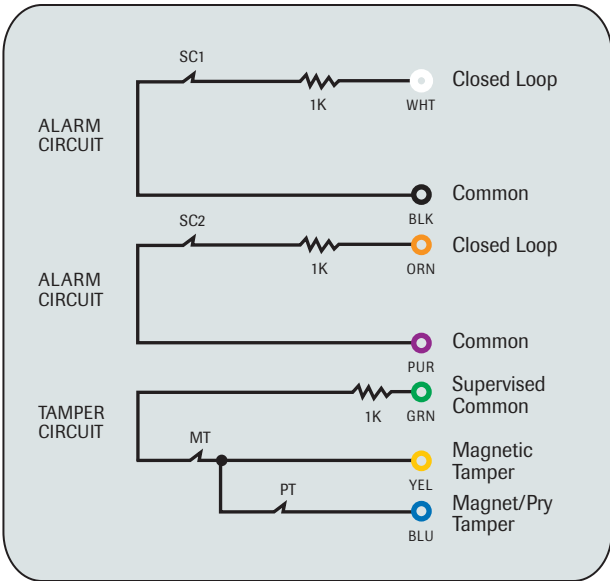 SC1
Closed Loop
1K
WHT
ALARM
CIRCUIT
Common
BLK
SC2
Closed Loop
1K
ORN
ALARM
CIRCUIT
Common
PUR
Supervised
Common
1K
GRN
TAMPER
CIRCUIT
MT
Magnetic
Tamper
YEL
PT
Magnet/Pry
Tamper
BLU